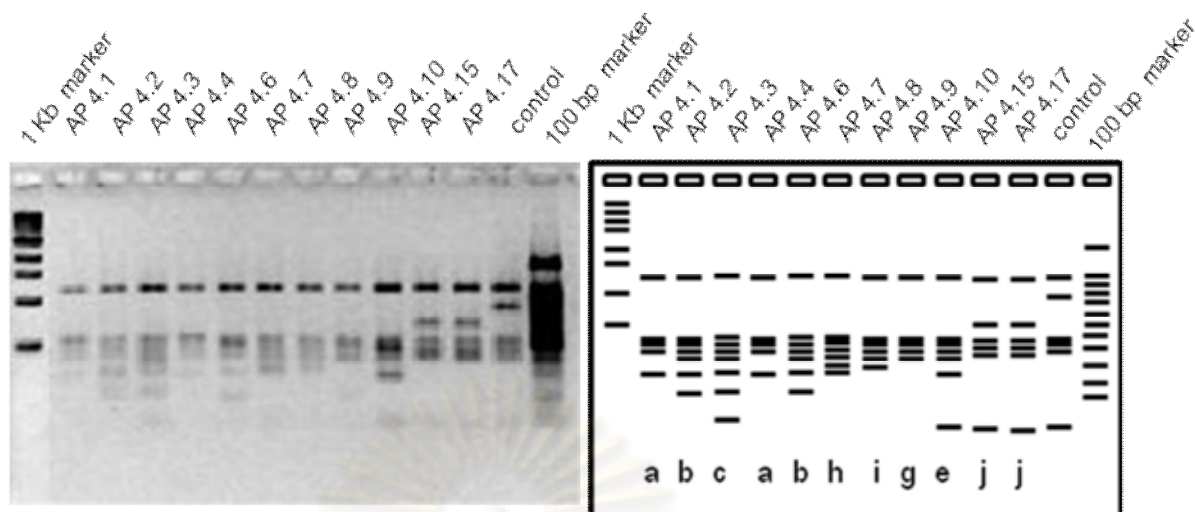 1 Kb marker
AP 4.1
AP 4.2
AP 4.3
AP 4.4
AP 4.6
AP 4.7
AP 4.8
AP 4.9
AP 4.10
AP 4.15
AP 4.17
control
100 bp marker
1 Kb marker
AP 4.1
AP 4.2
AP 4.3
AP 4.4
AP 4.6
AP 4.7
AP 4.8
AP 4.9
AP 4.10
AP 4.15
AP 4.17
control
100 bp marker
a b c a b h i g e j j